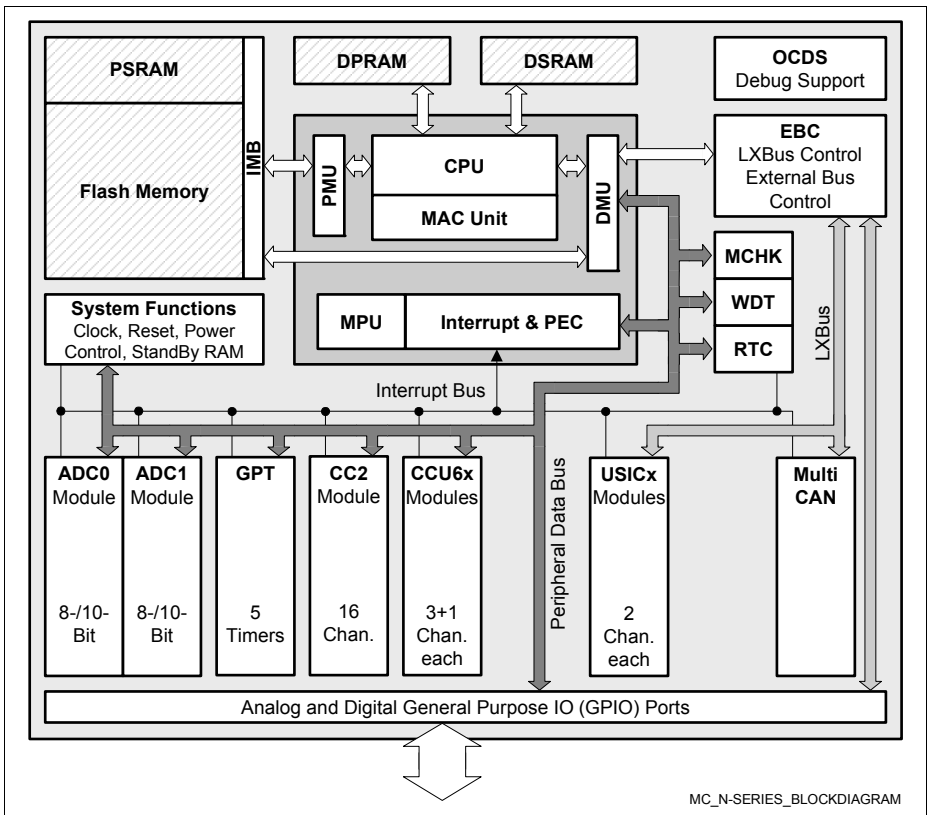 PSRAM
Flash Memory
IMB
DPRAM
DSRAM
OCDS
Debug Support
EBC
LXBus Control
External Bus
Control
PMU
CPU
MAC Unit
DMU
MCHK
WDT
RTC
MPU
Interrupt & PEC
System Functions
Clock, Reset, Power
Control, StandBy RAM
Interrupt Bus
LXBus
Peripheral Data Bus
ADC0
Module
8-/10-
Bit
ADC1
Module
8-/10-
Bit
GPT
5
Timers
CC2
Module
16
Chan.
CCU6x
Modules
3+1
Chan.
each
USICx
Modules
2
Chan.
each
Multi
CAN
Analog and Digital General Purpose IO (GPIO) Ports
MC_N-SERIES_BLOCKDIAGRAM